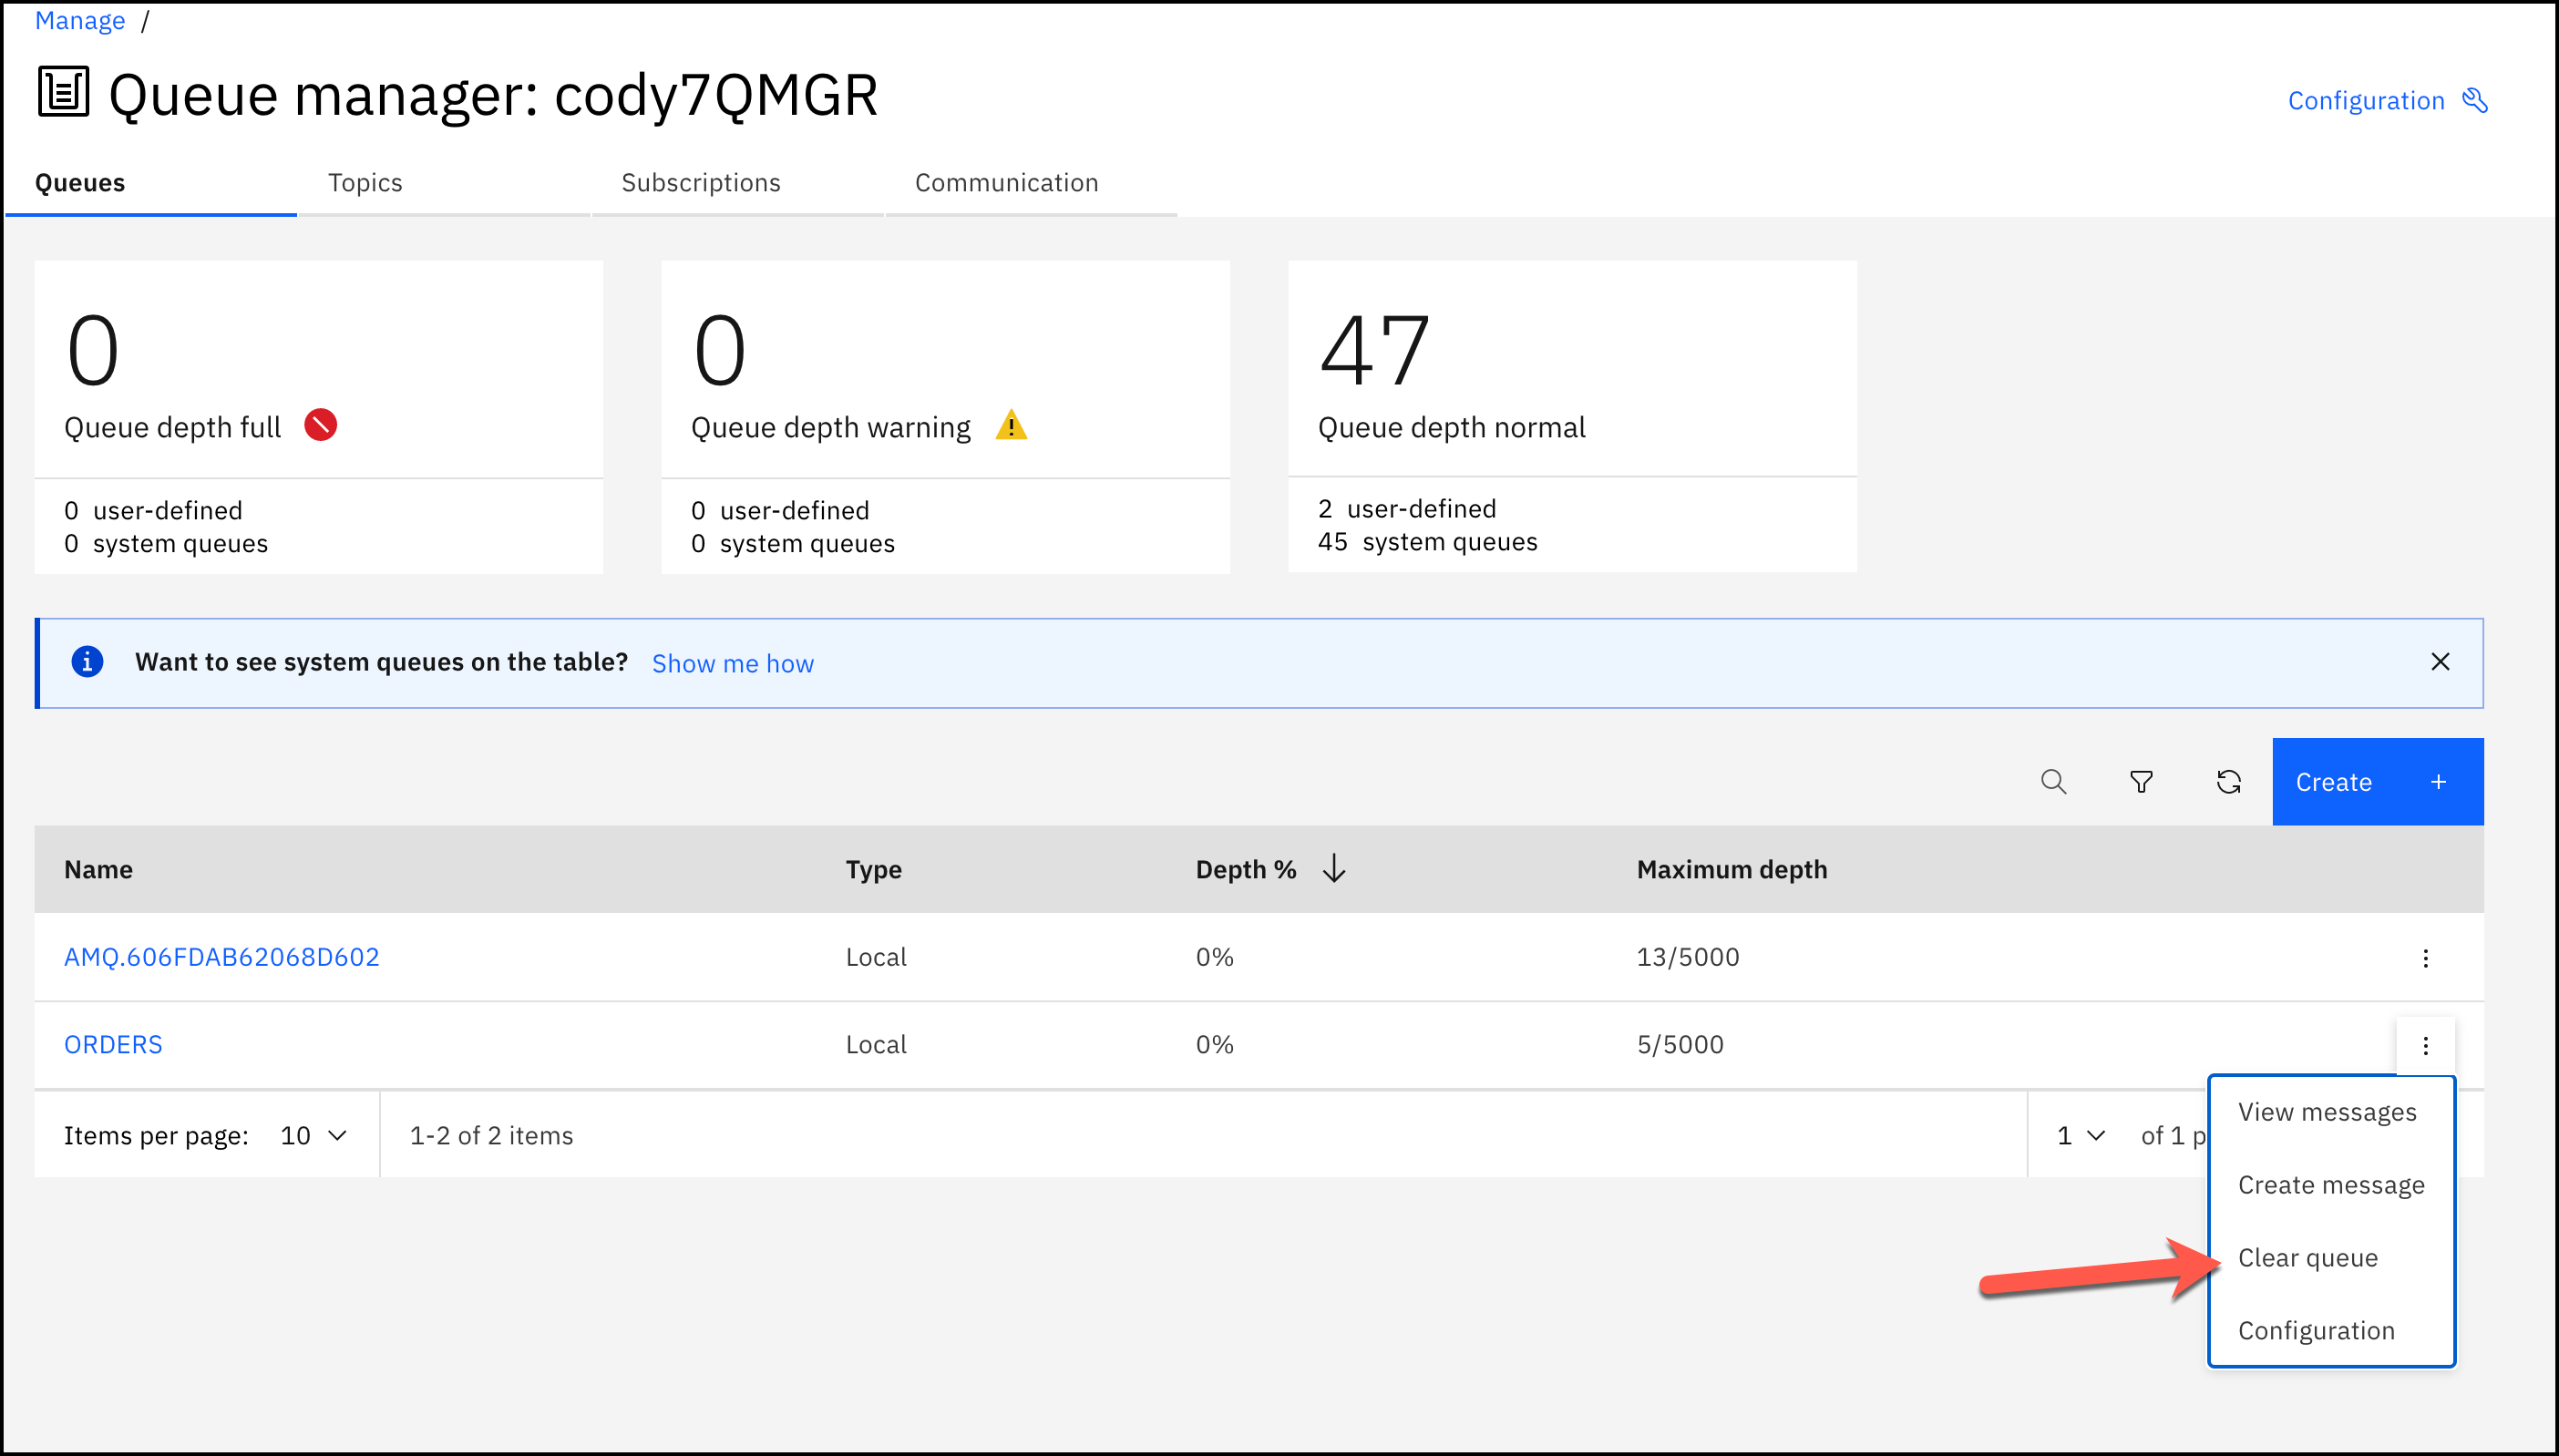 Manage /
Queue manager: cody7QMGR
Configuration
Queues Topics Subscriptions Communication
0 0 47
Queue depth full Queue depth warning Queue depth normal
0 user-defined 0 user-defined 2 user-defined
0 system queues 0 system queues 45 system queues
Want to see system queues on the table? Show me how
Create +
Name Type Depth % Maximum depth
AMQ.606FDAB62068D602 Local 0% 13/5000
ORDERS Local 0% 5/5000
Items per page: 10 1-2 of 2 items 1 of 1 p
View messages
Create message
Clear queue
Configuration